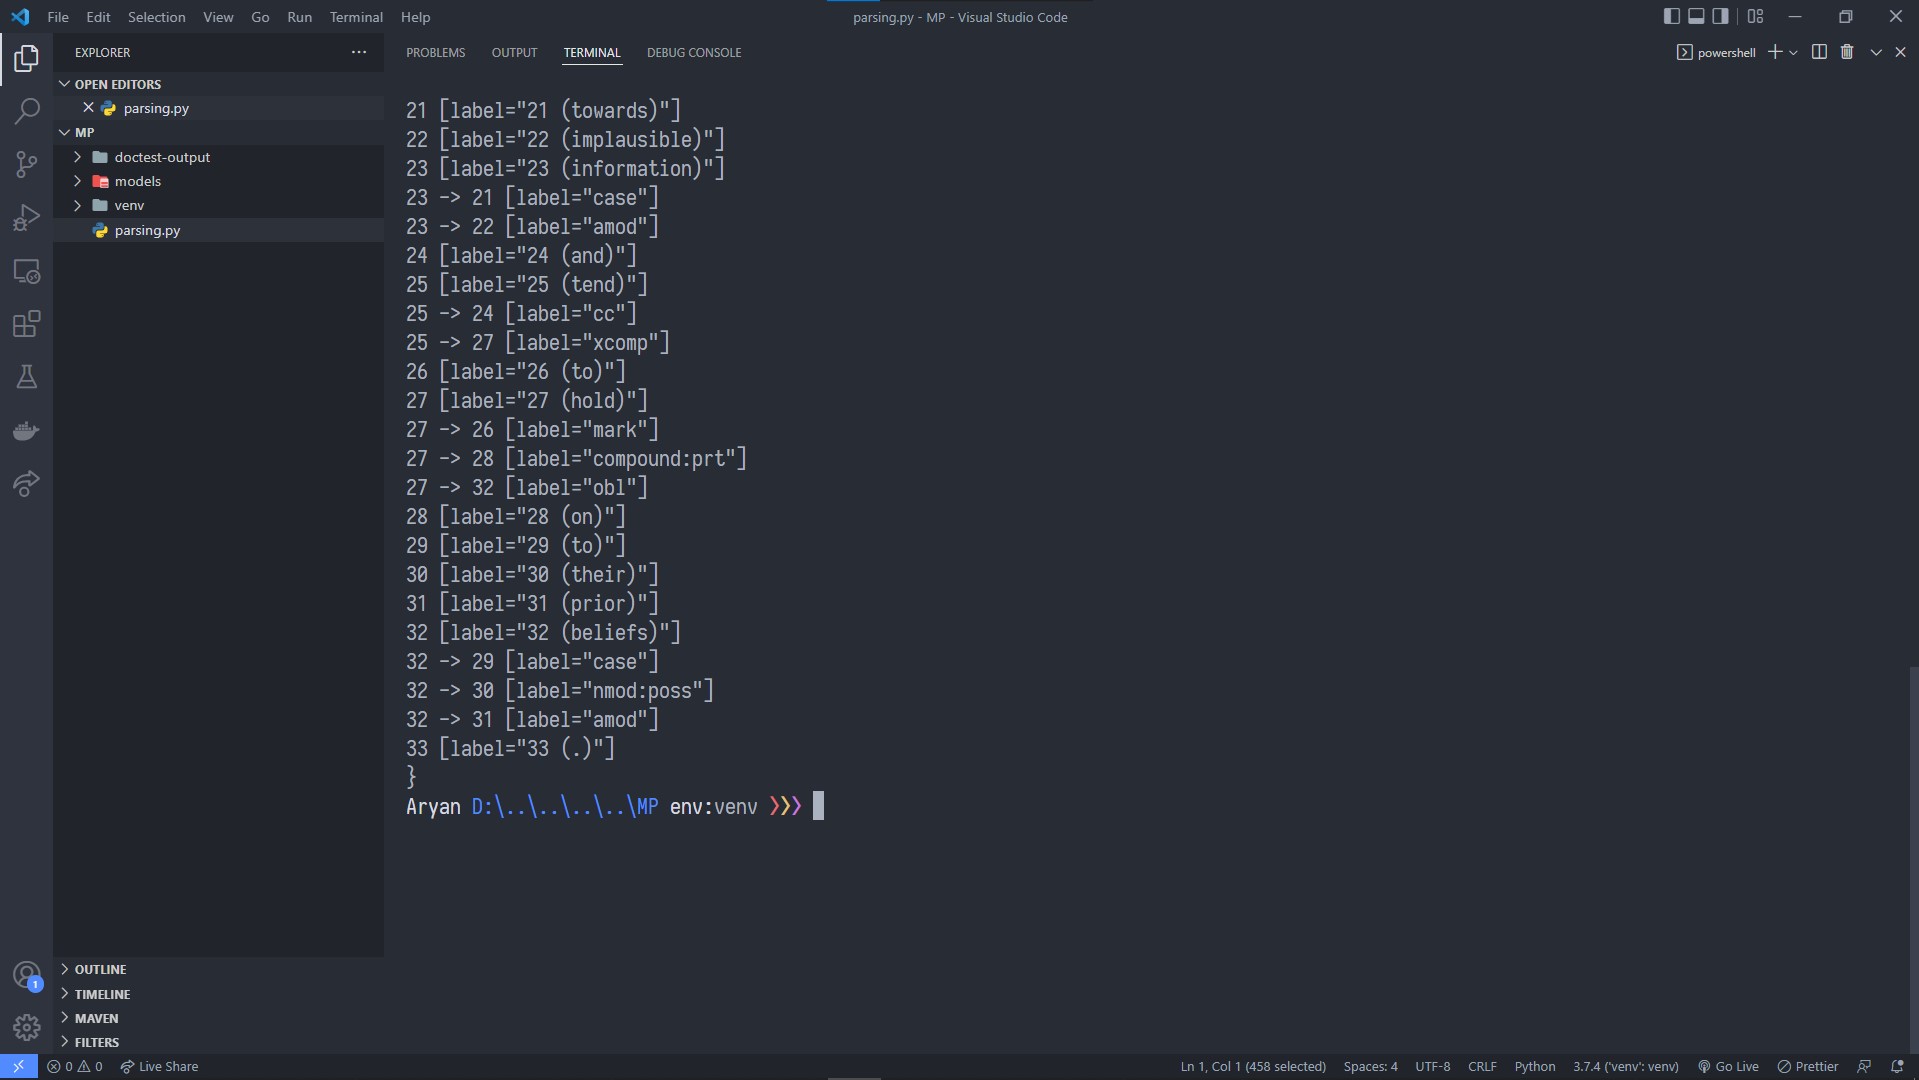 File Edit Selection View Go Run Terminal Help
parsing.py - MP - Visual Studio Code
EXPLORER
OPEN EDITORS
parsing.py
MP
doctest-output
models
venv
parsing.py
OUTLINE
TIMELINE
MAVEN
FILTERS
1
PROBLEMS OUTPUT TERMINAL DEBUG CONSOLE
powershell
21 [label="21 (towards)"]
22 [label="22 (implausible)"]
23 [label="23 (information)"]
23 -> 21 [label="case"]
23 -> 22 [label="amod"]
24 [label="24 (and)"]
25 [label="25 (tend)"]
25 -> 24 [label="cc"]
25 -> 27 [label="xcomp"]
26 [label="26 (to)"]
27 [label="27 (hold)"]
27 -> 26 [label="mark"]
27 -> 28 [label="compound:prt"]
27 -> 32 [label="obl"]
28 [label="28 (on)"]
29 [label="29 (to)"]
30 [label="30 (their)"]
31 [label="31 (prior)"]
32 [label="32 (beliefs)"]
32 -> 29 [label="case"]
32 -> 30 [label="nmod:poss"]
32 -> 31 [label="amod"]
33 [label="33 (.)"]
}
Aryan D:\..\..\..\..\MP env:venv ❯❯❯
0 0 Live Share
Ln 1, Col 1 (458 selected) Spaces: 4 UTF-8 CRLF Python 3.7.4 ('venv': venv) Go Live Prettier